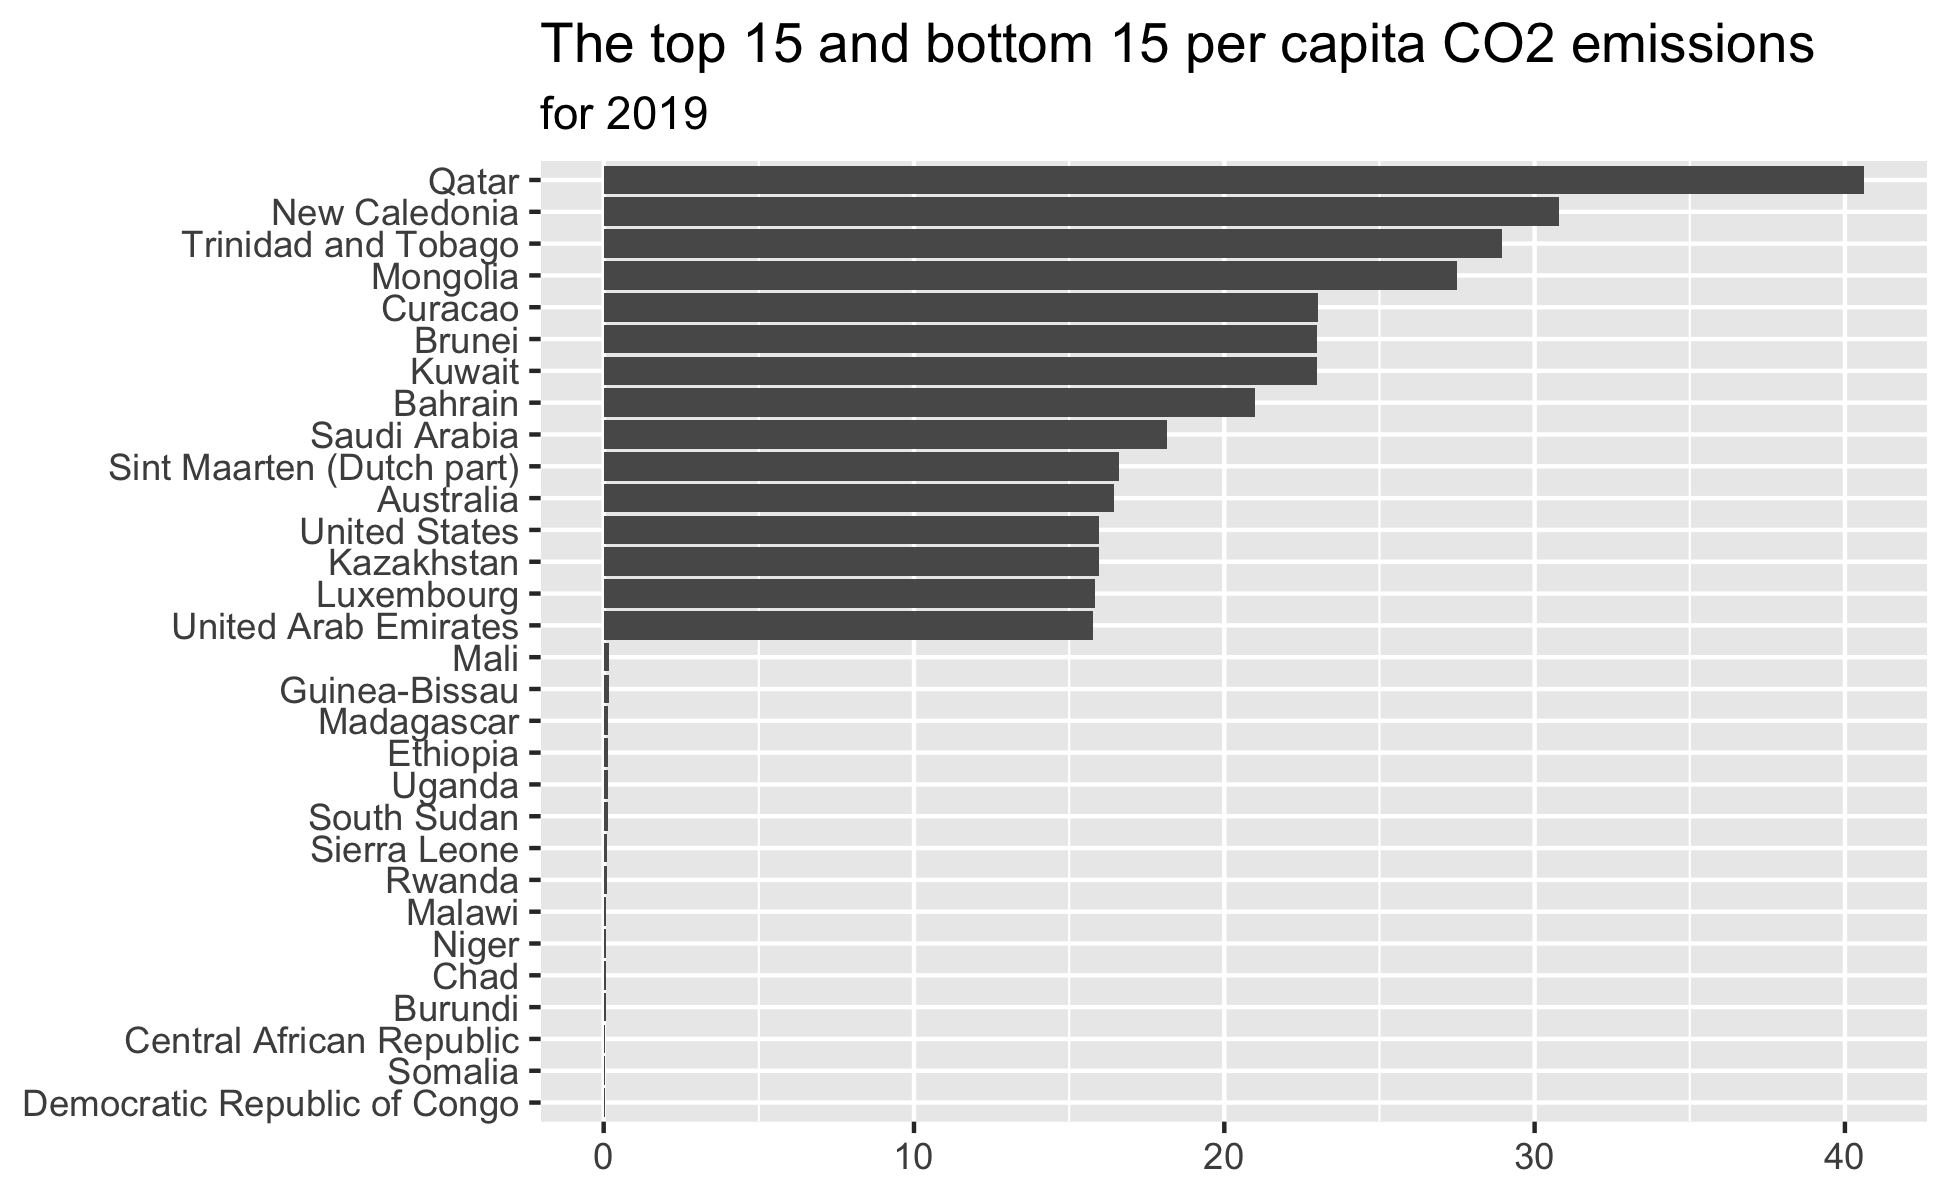 The top 15 and bottom 15 per capita CO2 emissions
for 2019
Qatar
New Caledonia
Trinidad and Tobago
Mongolia
Curacao
Brunei
Kuwait
Bahrain
Saudi Arabia
Sint Maarten (Dutch part)
Australia
United States
Kazakhstan
Luxembourg
United Arab Emirates
Mali
Guinea-Bissau
Madagascar
Ethiopia
Uganda
South Sudan
Sierra Leone
Rwanda
Malawi
Niger
Chad
Burundi
Central African Republic
Somalia
Democratic Republic of Congo
0 10 20 30 40